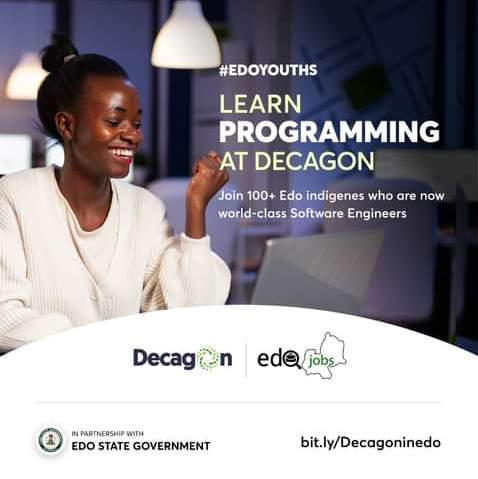 #EDOYOUTHS
LEARN
PROGRAMMING
AT DECAGON
Join 100+ Edo indigenes who are now
world-class Software Engineers
Decagon
edo jobs
IN PARTNERSHIP WITH
EDO STATE GOVERNMENT
bit.ly/Decagoninedo